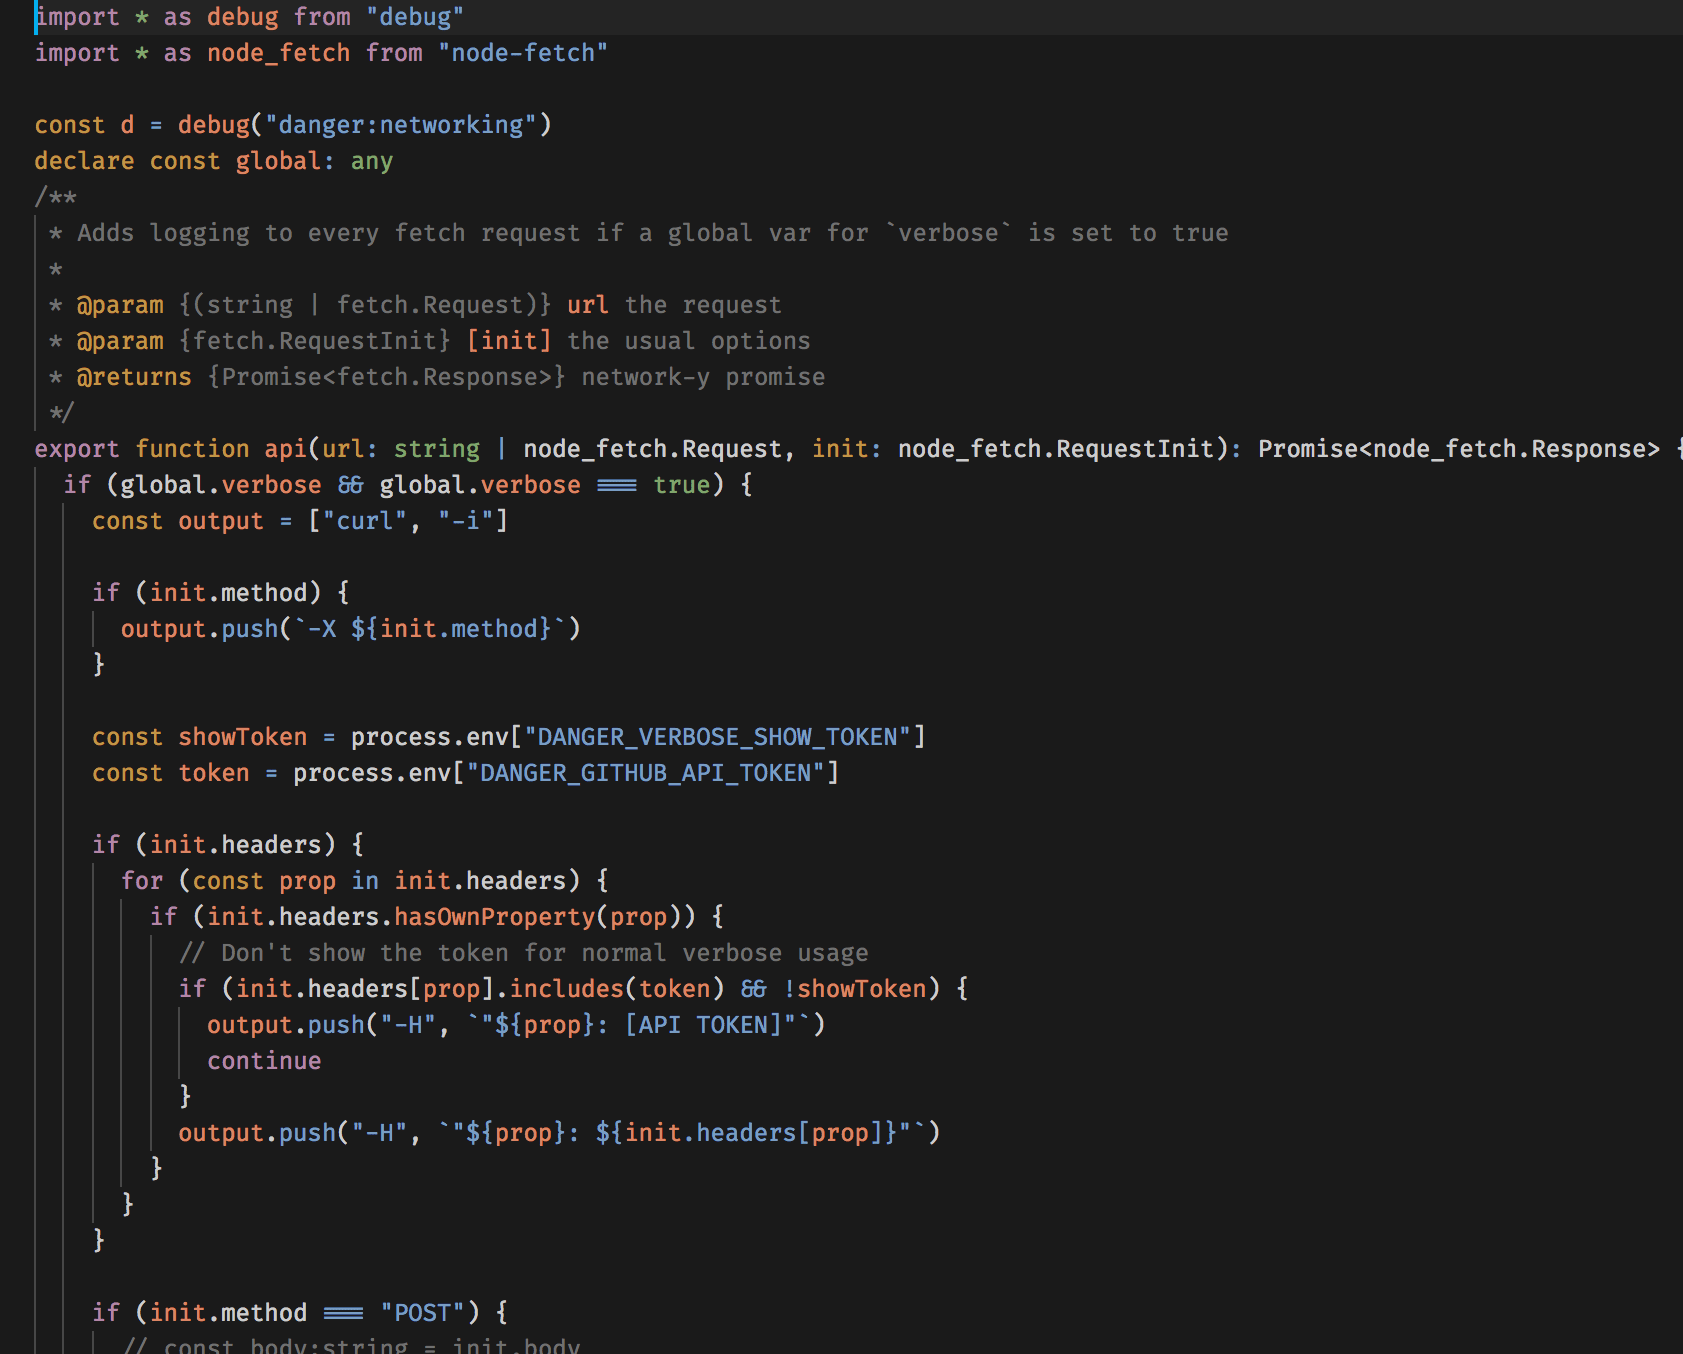 import * as debug from "debug"
import * as node_fetch from "node-fetch"
const d = debug("danger:networking")
declare const global: any
/**
* Adds logging to every fetch request if a global var for `verbose` is set to true
*
* @param {(string | fetch.Request)} url the request
* @param {fetch.RequestInit} [init] the usual options
* @returns {Promise<fetch.Response>} network-y promise
*/
export function api(url: string | node_fetch.Request, init: node_fetch.RequestInit): Promise<node_fetch.Response> {
if (global.verbose && global.verbose === true) {
const output = ["curl", "-i"]
if (init.method) {
output.push(`-X ${init.method}`)
}
const showToken = process.env["DANGER_VERBOSE_SHOW_TOKEN"]
const token = process.env["DANGER_GITHUB_API_TOKEN"]
if (init.headers) {
for (const prop in init.headers) {
if (init.headers.hasOwnProperty(prop)) {
// Don't show the token for normal verbose usage
if (init.headers[prop].includes(token) && !showToken) {
output.push("-H", `"${prop}: [API TOKEN]"`)
continue
}
output.push("-H", `"${prop}: ${init.headers[prop]}"`)
}
}
}
if (init.method === "POST") {
// const body:string = init.body